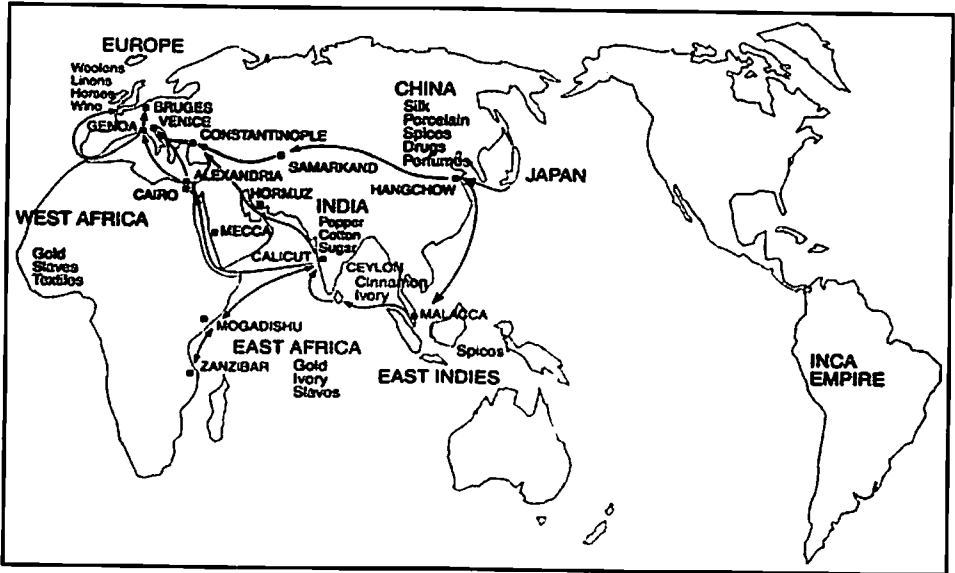 EUROPE
Woolens
Linens
Horses
Wine
BRUGES
VENICE
GENOA
CONSTANTINOPLE
SAMARKAND
ALEXANDRIA
CAIRO
HORMUZ
MECCA
CHINA
Silk
Porcelain
Spices
Drugs
Perfumes
HANGCHOW
JAPAN
WEST AFRICA
Gold
Slaves
Textiles
INDIA
Pepper
Cotton
Sugar
CALICUT
CEYLON
Cinnamon
Ivory
MALACCA
MOGADISHU
EAST AFRICA
ZANZIBAR
Gold
Ivory
Slaves
Spices
EAST INDIES
INCA
EMPIRE